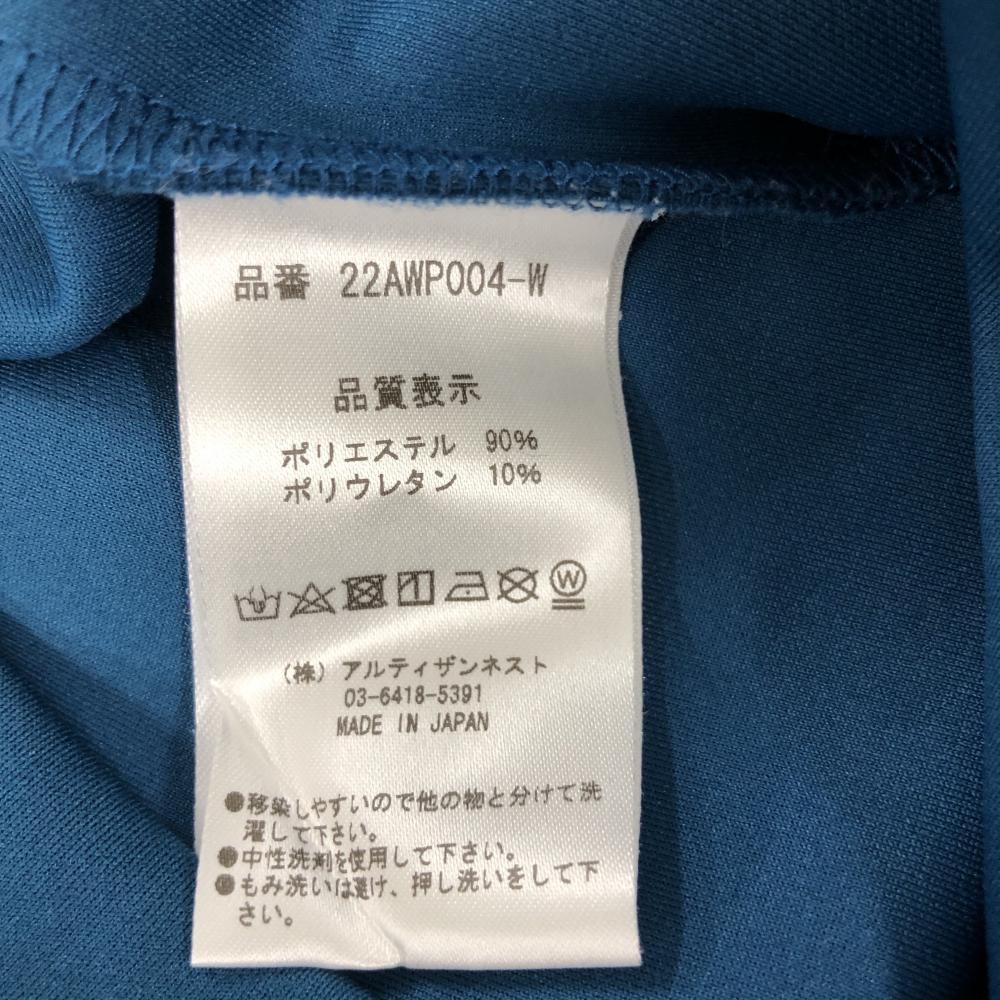 品番 22AWP004-W
品質表示
ポリエステル 90%
ポリウレタン 10%
W
(株) アルティザンネスト
03-6418-5391
MADE IN JAPAN
●移染しやすいので他の物と分けて洗
濯して下さい。
●中性洗剤を使用して下さい。
●もみ洗いは避け、押し洗いをして下
さい。